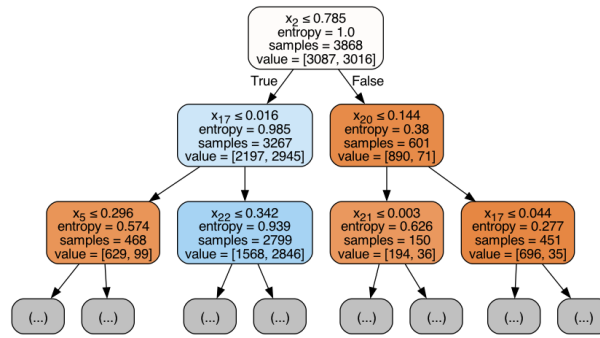 x₂ ≤ 0.785
entropy = 1.0
samples = 3868
value = [3087, 3016]
True
False
x₁₇ ≤ 0.016
entropy = 0.985
samples = 3267
value = [2197, 2945]
x₂₀ ≤ 0.144
entropy = 0.38
samples = 601
value = [890, 71]
x₅ ≤ 0.296
entropy = 0.574
samples = 468
value = [629, 99]
x₂₂ ≤ 0.342
entropy = 0.939
samples = 2799
value = [1568, 2846]
x₂₁ ≤ 0.003
entropy = 0.626
samples = 150
value = [194, 36]
x₁₇ ≤ 0.044
entropy = 0.277
samples = 451
value = [696, 35]
(...)
(...)
(...)
(...)
(...)
(...)
(...)
(...)